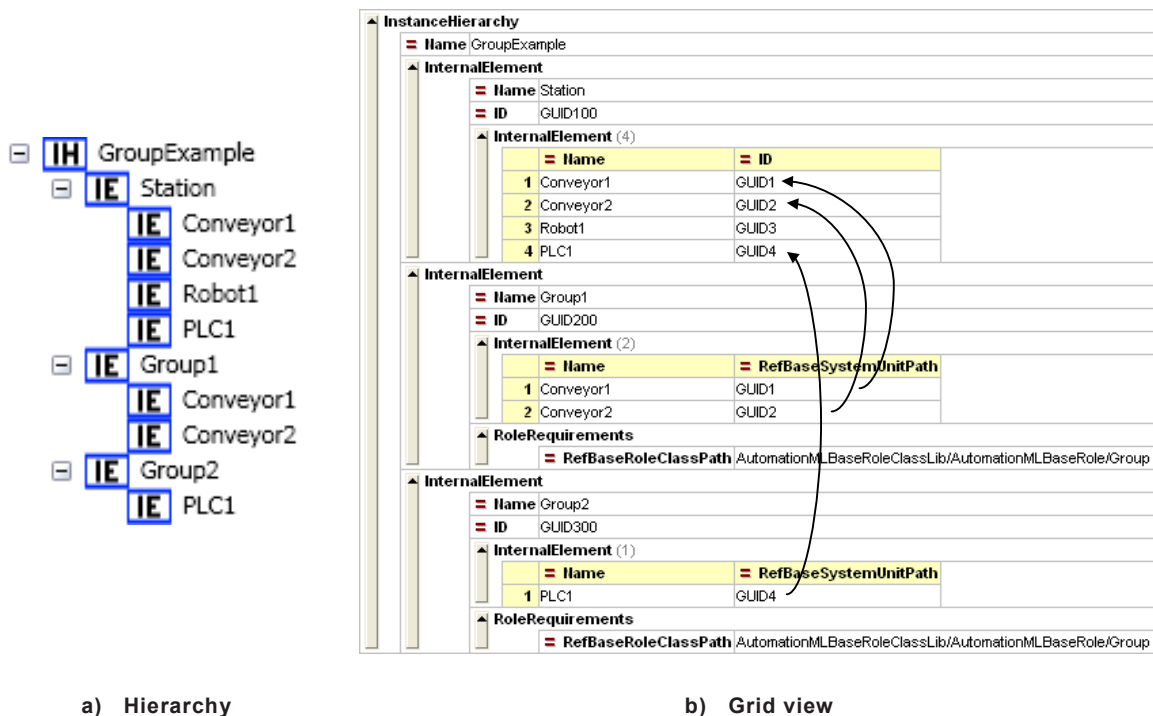 IH GroupExample
IE Station
IE Conveyor1
IE Conveyor2
IE Robot1
IE PLC1
IE Group1
IE Conveyor1
IE Conveyor2
IE Group2
IE PLC1
a) Hierarchy
InstanceHierarchy
= Name GroupExample
InternalElement
= Name Station
= ID GUID100
InternalElement (4)
= Name = ID
1 Conveyor1 GUID1
2 Conveyor2 GUID2
3 Robot1 GUID3
4 PLC1 GUID4
InternalElement
= Name Group1
= ID GUID200
InternalElement (2)
= Name = RefBaseSystemUnitPath
1 Conveyor1 GUID1
2 Conveyor2 GUID2
RoleRequirements
= RefBaseRoleClassPath AutomationMLBaseRoleClassLib/AutomationMLBaseRole/Group
InternalElement
= Name Group2
= ID GUID300
InternalElement (1)
= Name = RefBaseSystemUnitPath
1 PLC1 GUID4
RoleRequirements
= RefBaseRoleClassPath AutomationMLBaseRoleClassLib/AutomationMLBaseRole/Group
b) Grid view